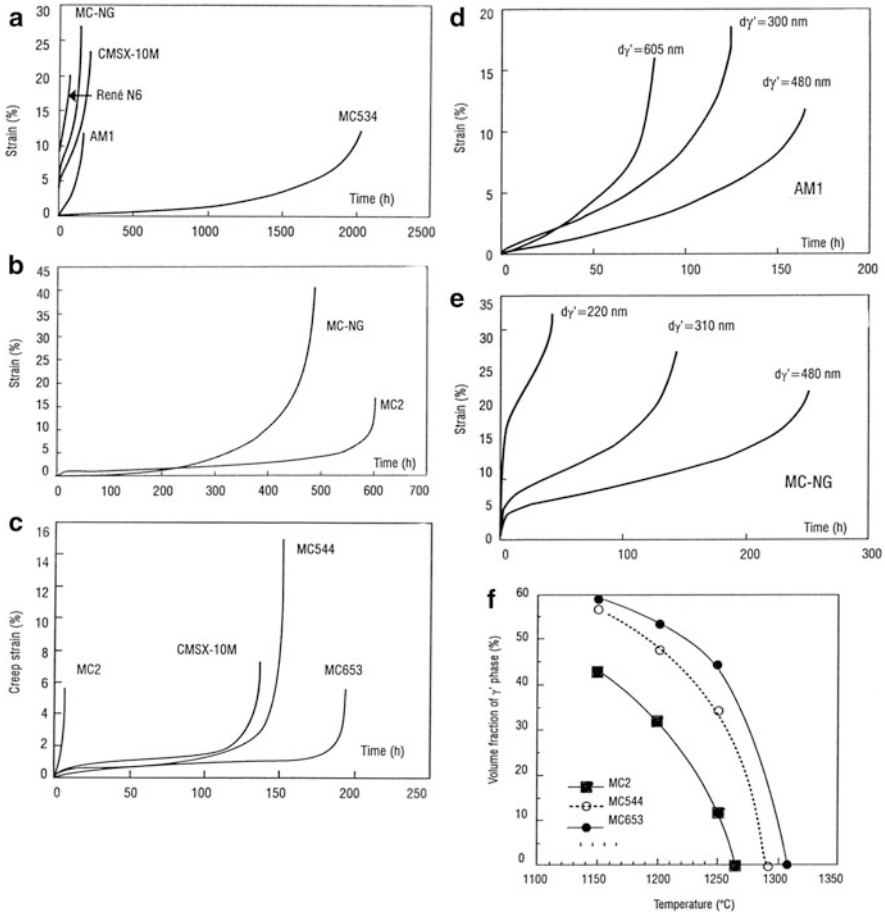 a
30
25
20
15
10
5
0
Strain (%)
MC-NG
CMSX-10M
René N6
AM1
MC534
Time (h)
0 500 1000 1500 2000 2500
b
45
40
35
30
25
20
15
10
5
0
Strain (%)
MC-NG
MC2
Time (h)
0 100 200 300 400 500 600 700
c
16
14
12
10
8
6
4
2
0
Creep strain (%)
MC2
CMSX-10M
MC544
MC653
Time (h)
0 50 100 150 200 250
d
20
15
10
5
0
Strain (%)
dγ'=605 nm
dγ'=300 nm
dγ'=480 nm
AM1
Time (h)
0 50 100 150 200
e
35
30
25
20
15
10
5
0
Strain (%)
dγ'=220 nm
dγ'=310 nm
dγ'=480 nm
MC-NG
Time (h)
0 100 200 300
f
60
50
40
30
20
10
0
Volume fraction of γ' phase (%)
MC2
MC544
MC653
1100 1150 1200 1250 1300 1350
Temperature (°C)